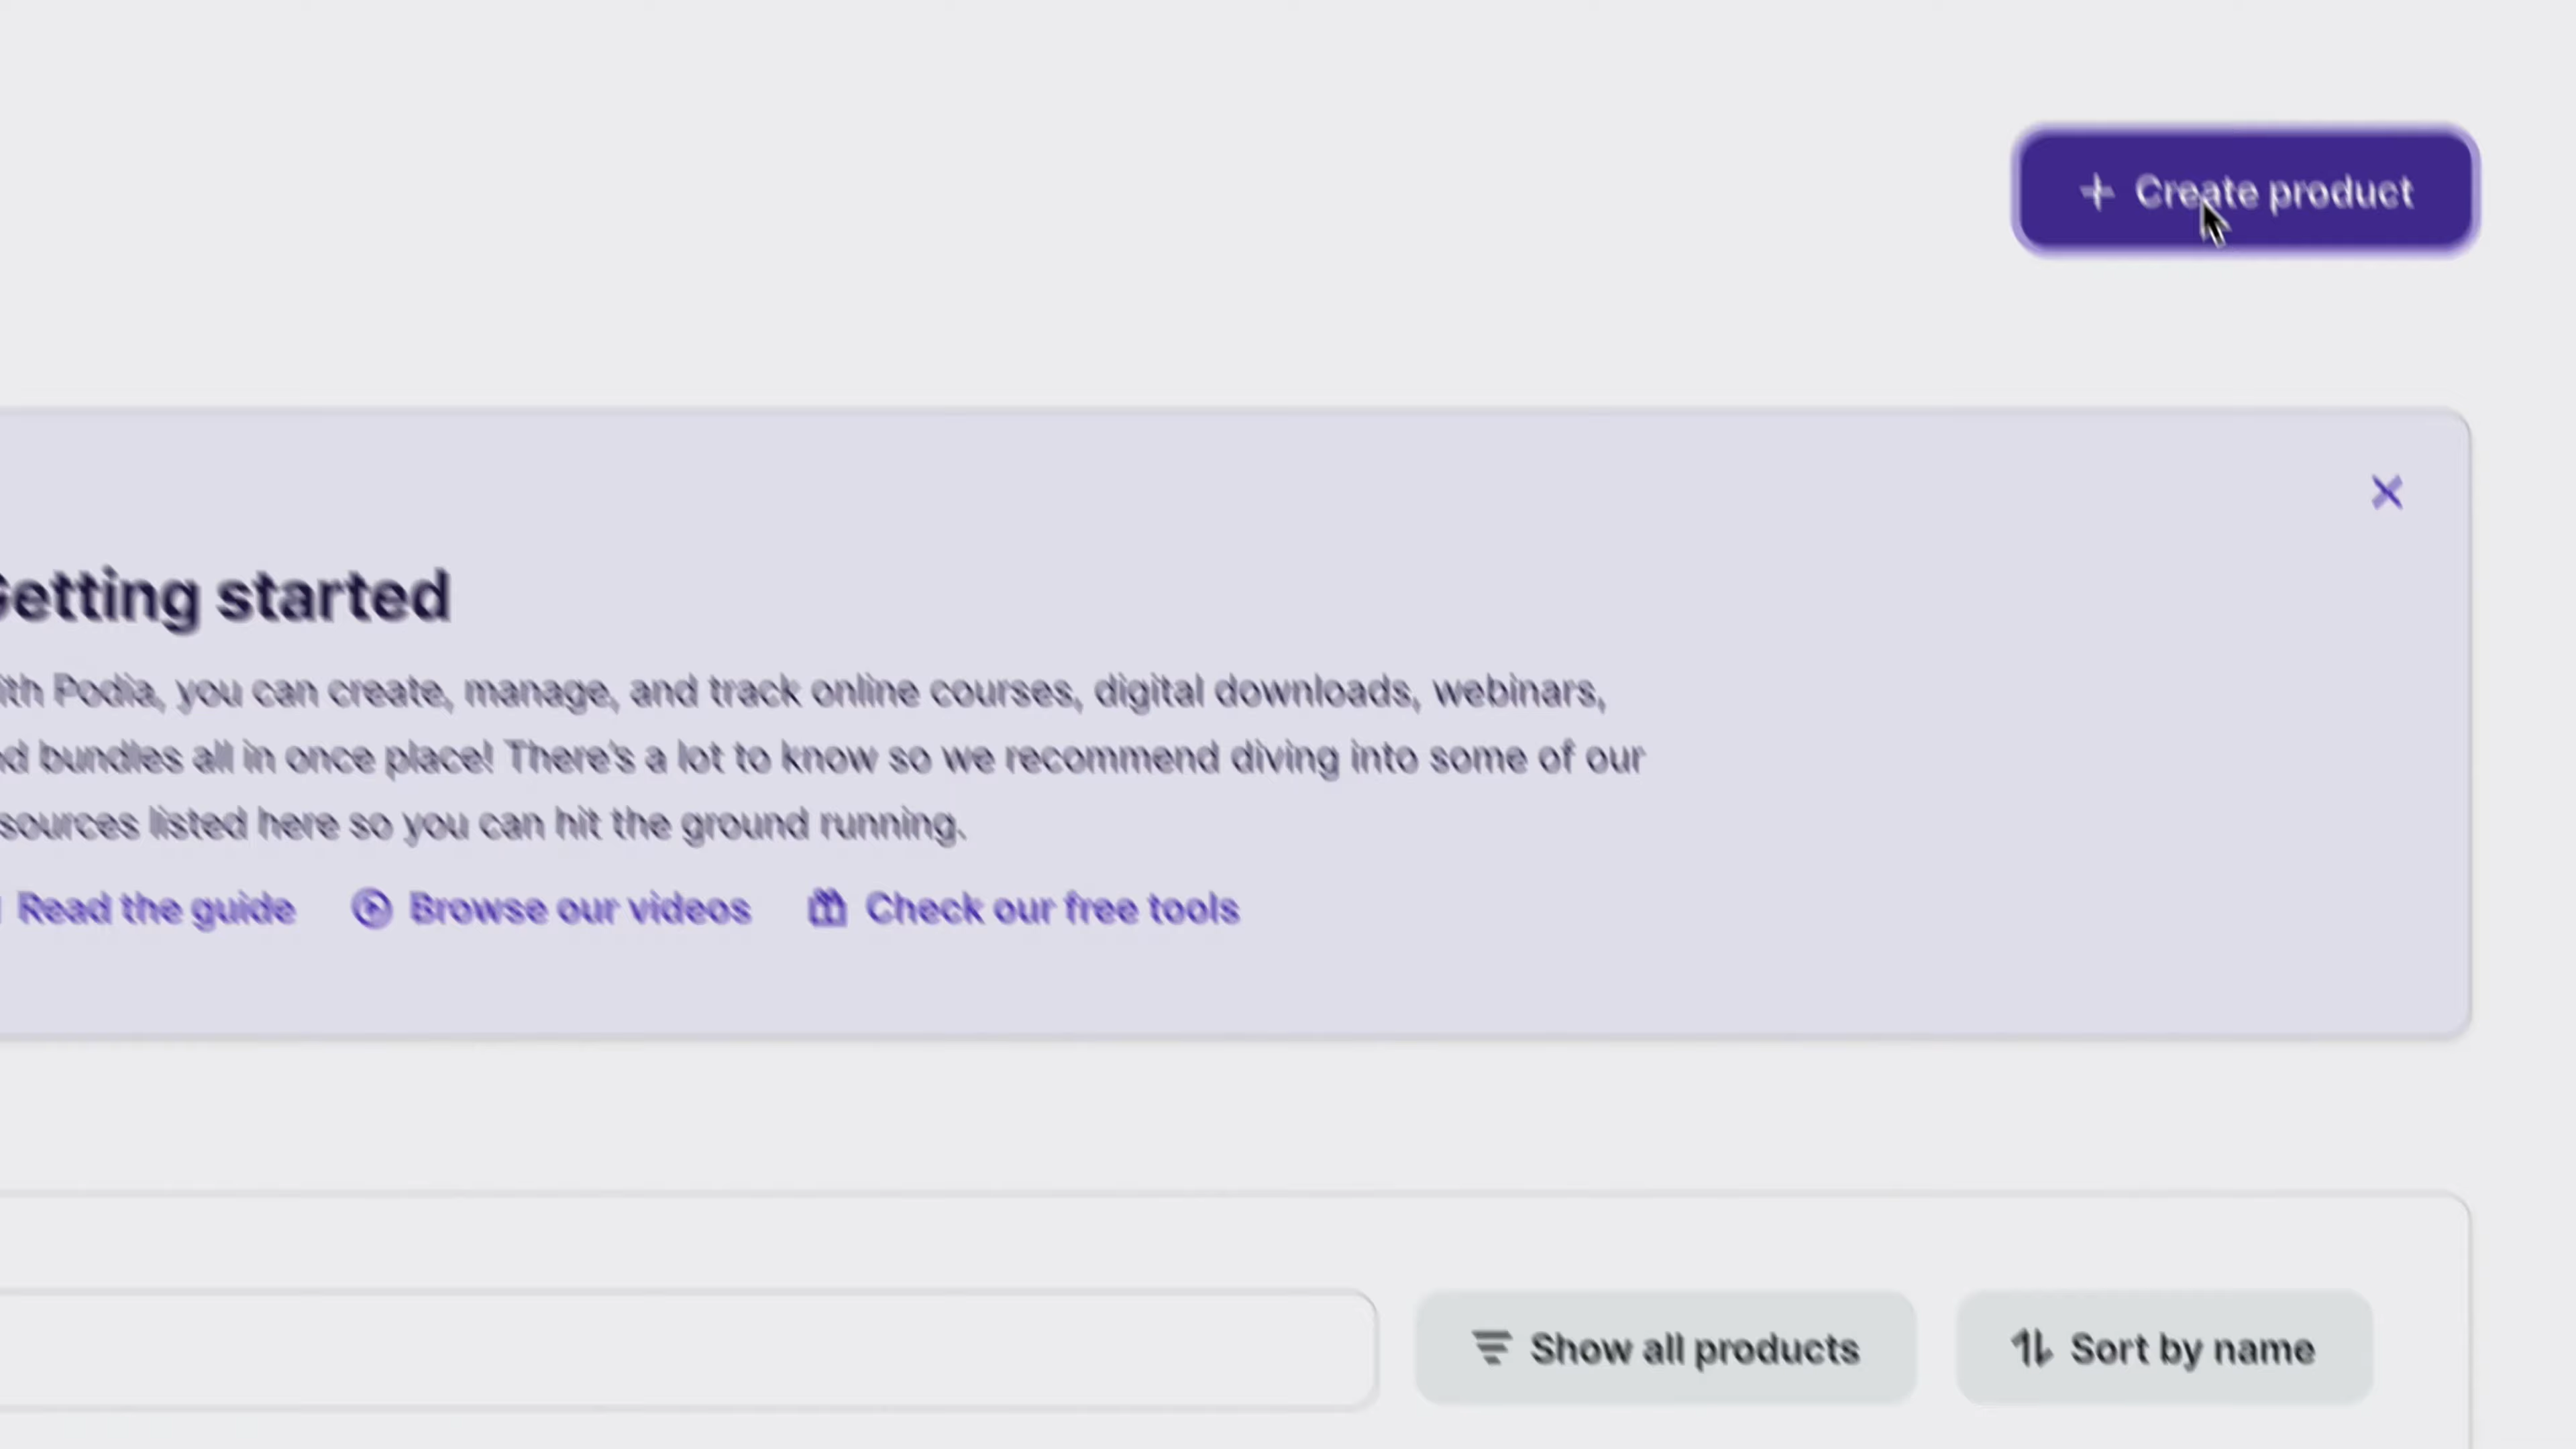 Create product
Getting started
ith Podia, you can create, manage, and track online courses, digital downloads, webinars,
nd bundles all in once place! There's a lot to know so we recommend diving into some of our
sources listed here so you can hit the ground running.
Read the guide Browse our videos Check our free tools
Show all products Sort by name